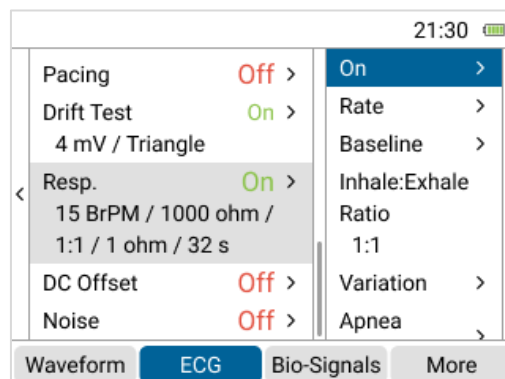 21:30
Pacing Off >
Drift Test On >
4 mV / Triangle
Resp. On >
15 BrPM / 1000 ohm /
1:1 / 1 ohm / 32 s
DC Offset Off >
Noise Off >
<
On >
Rate >
Baseline >
Inhale:Exhale
Ratio
1:1
Variation >
Apnea >
Waveform ECG Bio-Signals More